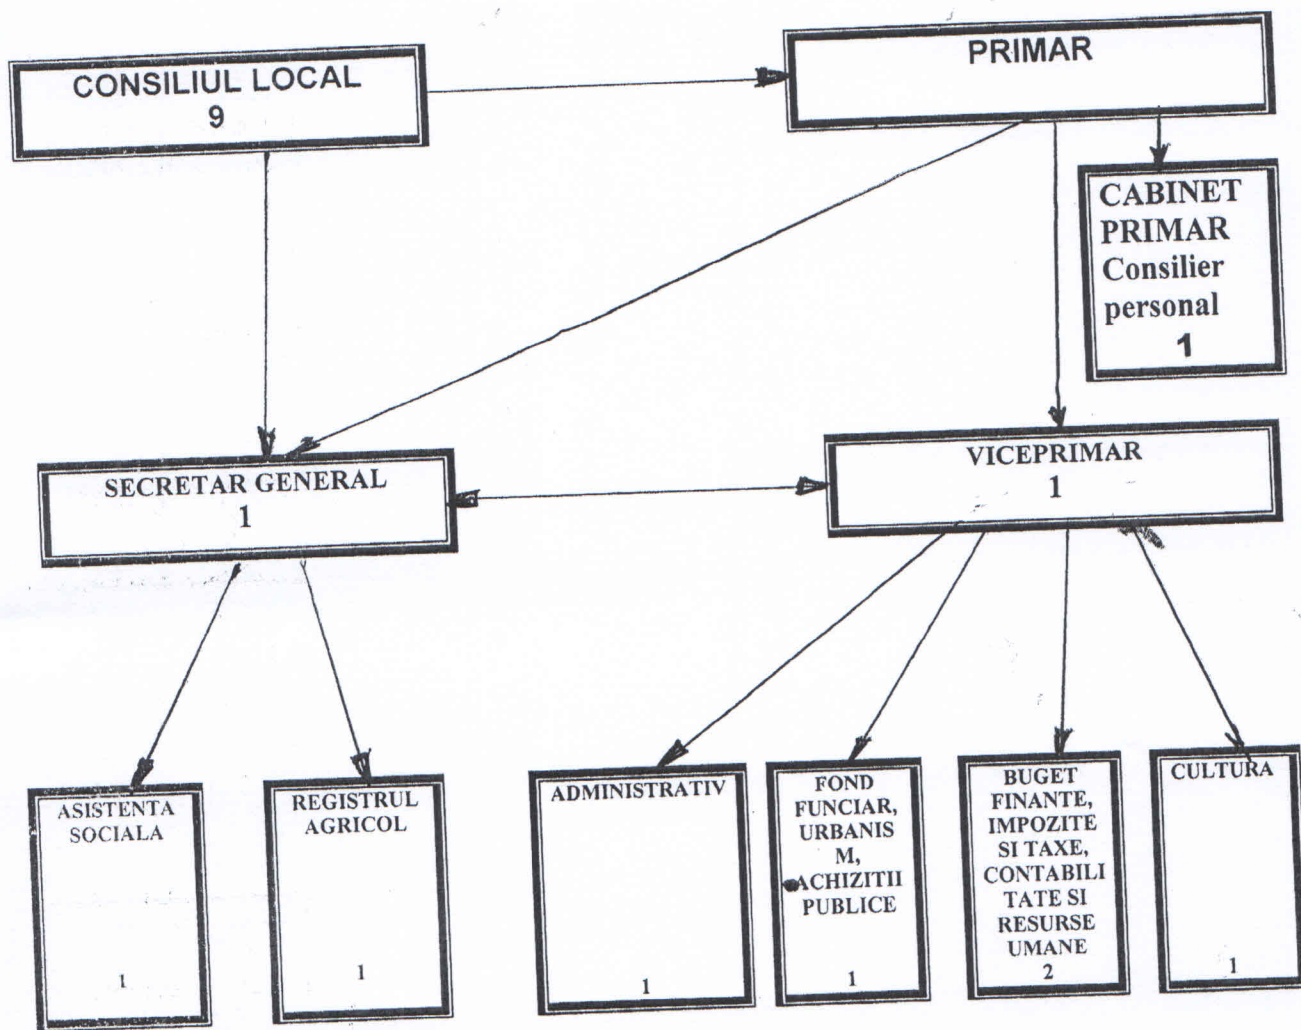 CONSILIUL LOCAL
9
PRIMAR
CABINET
PRIMAR
Consilier
personal
1
SECRETAR GENERAL
1
VICEPRIMAR
1
ASISTENTA
SOCIALA
1
REGISTRUL
AGRICOL
1
ADMINISTRATIV
1
FOND
FUNCIAR,
URBANIS
M,
ACHIZITII
PUBLICE
1
BUGET
FINANTE,
IMPOZITE
SI TAXE,
CONTABILI
TATE SI
RESURSE
UMANE
2
CULTURA
1